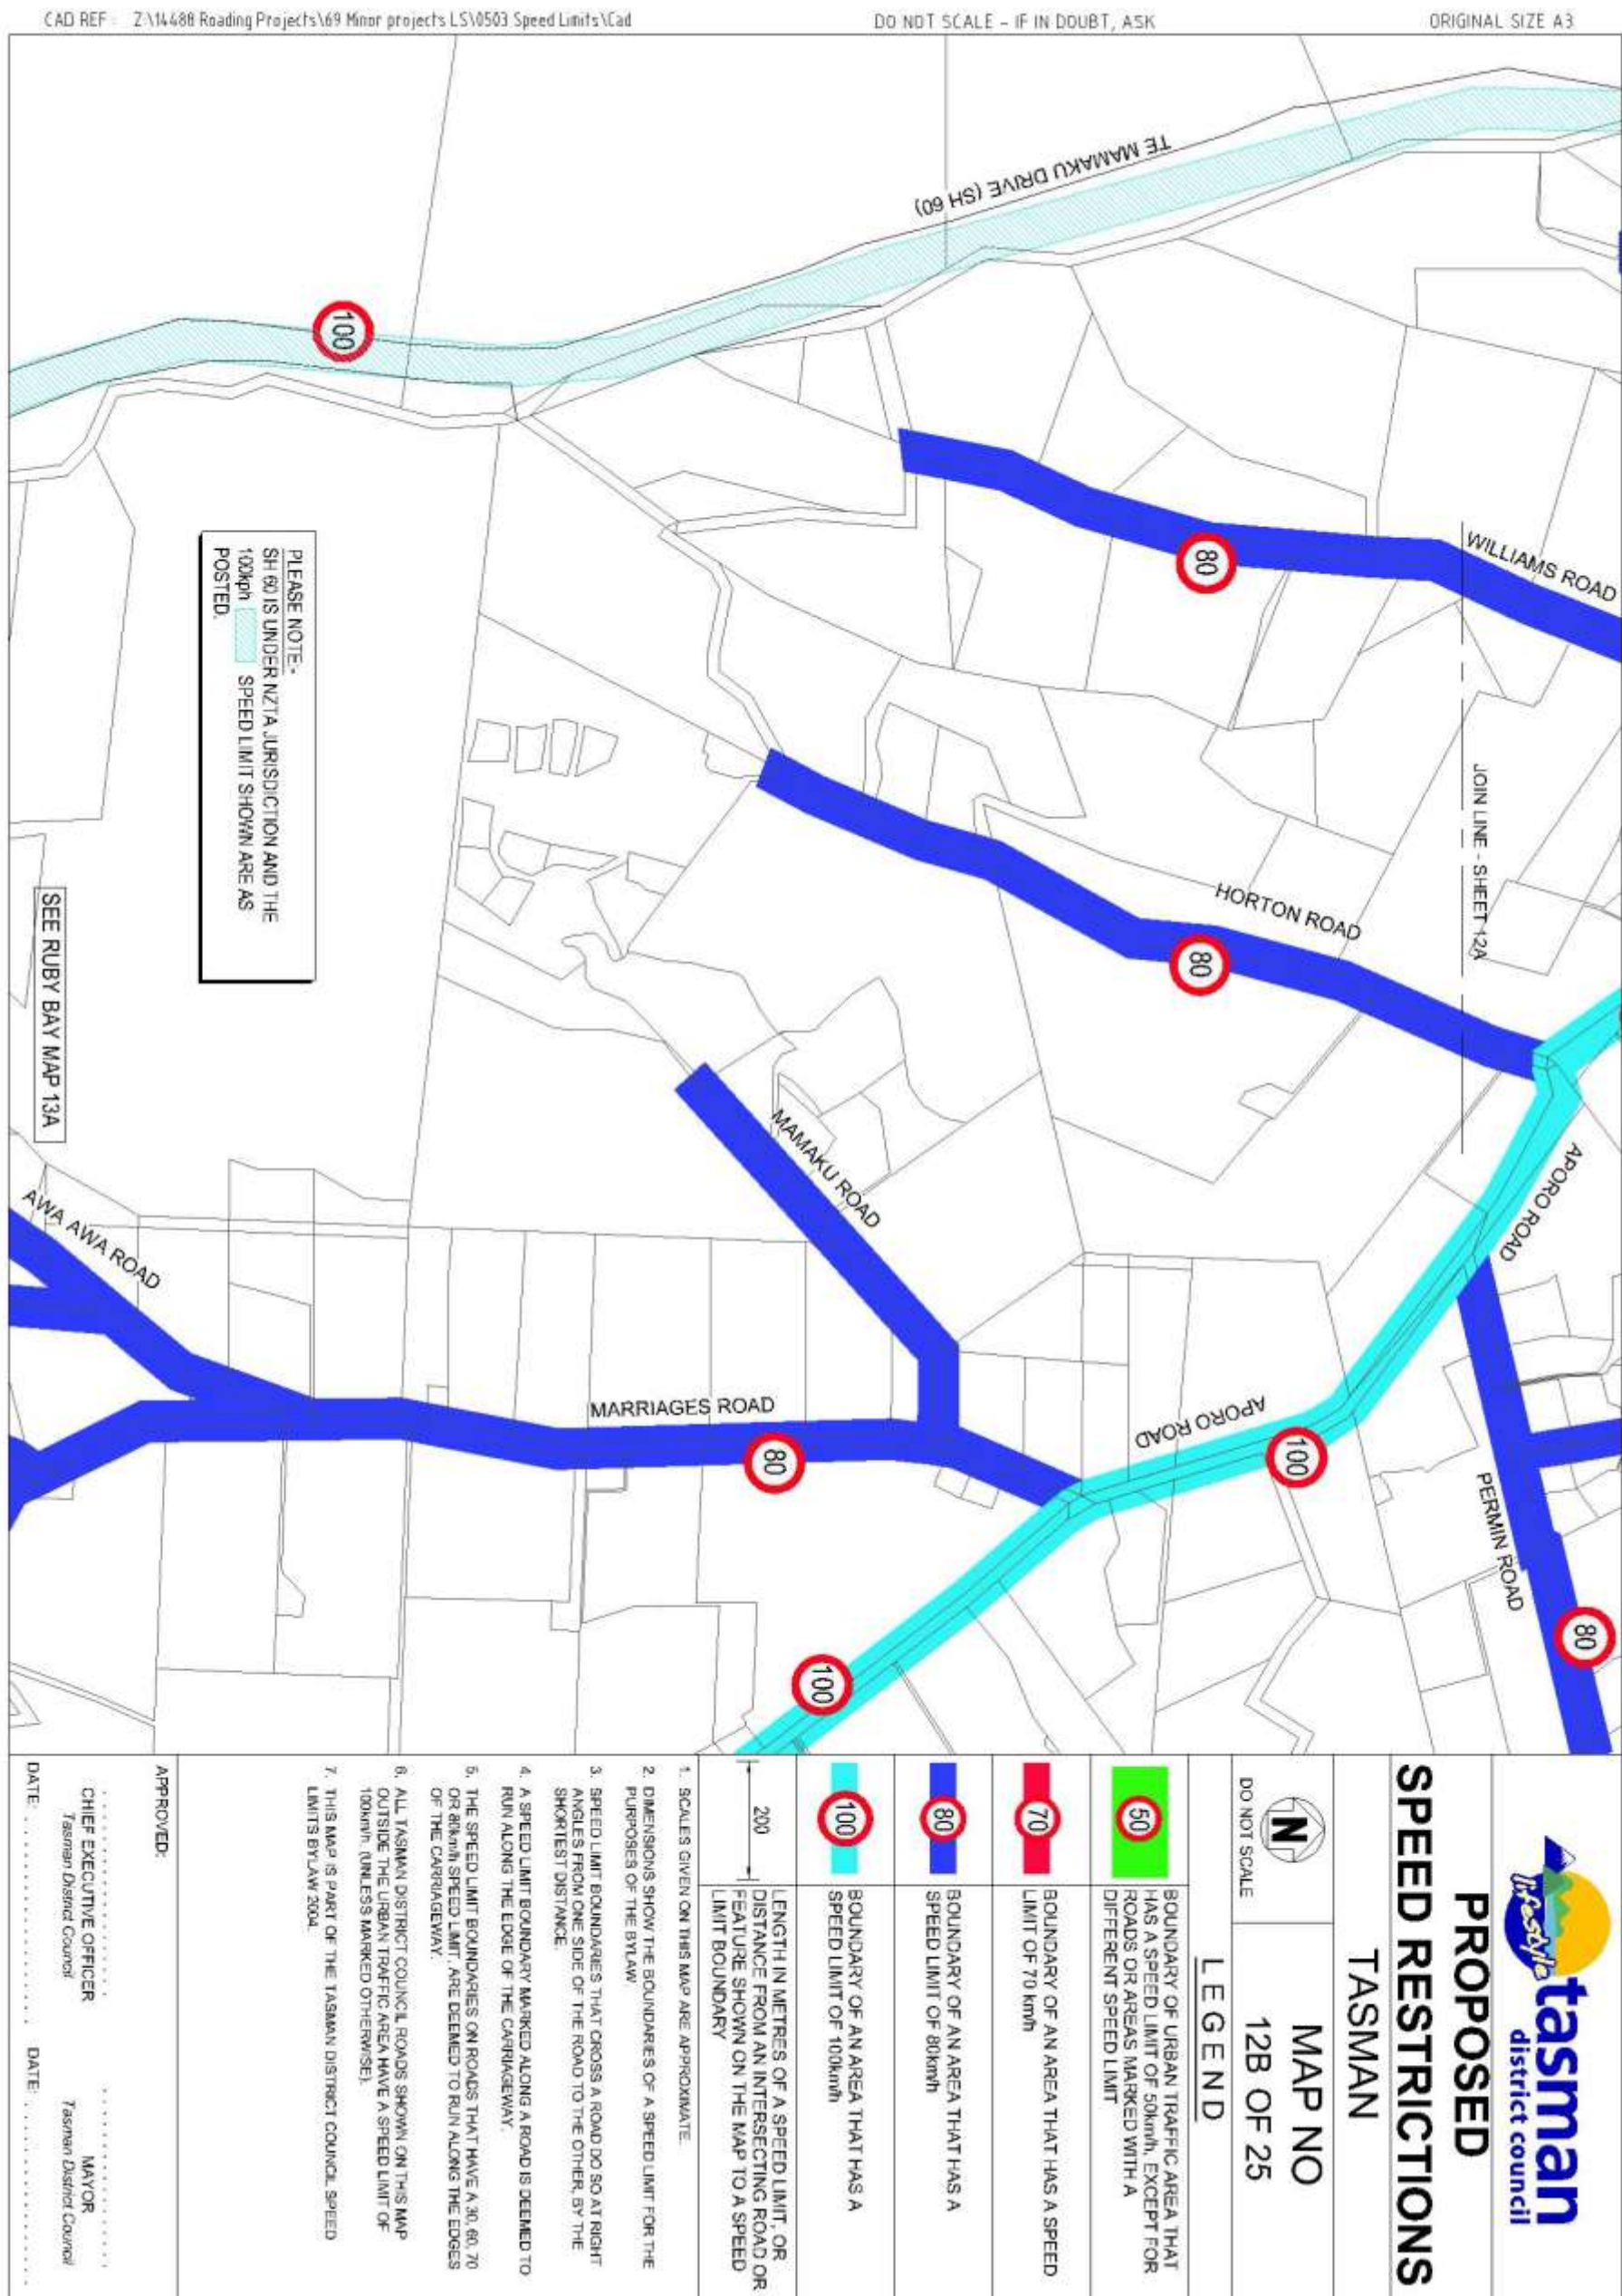 CAD REF : Z:\14488 Roading Projects\69 Minor projects LS\0503 Speed Limits\Cad
DO NOT SCALE - IF IN DOUBT, ASK
ORIGINAL SIZE A3
TE MAMAKU DRIVE (SH 60)
100
WILLIAMS ROAD
80
JOIN LINE - SHEET 12A
HORTON ROAD
80
APORO ROAD
MAMAKU ROAD
APORO ROAD
100
PERMIN ROAD
80
MARRIAGES ROAD
80
100
AWA AWA ROAD
PLEASE NOTE:-
SH 60 IS UNDER NZTA JURISDICTION AND THE
100kph SPEED LIMIT SHOWN ARE AS
POSTED.
SEE RUBY BAY MAP 13A
lifestyle tasman
district council
PROPOSED
SPEED RESTRICTIONS
TASMAN
N
DO NOT SCALE
MAP NO
12B OF 25
LEGEND
50
BOUNDARY OF URBAN TRAFFIC AREA THAT
HAS A SPEED LIMIT OF 50km/h, EXCEPT FOR
ROADS OR AREAS MARKED WITH A
DIFFERENT SPEED LIMIT
70
BOUNDARY OF AN AREA THAT HAS A SPEED
LIMIT OF 70 km/h
80
BOUNDARY OF AN AREA THAT HAS A
SPEED LIMIT OF 80km/h
100
BOUNDARY OF AN AREA THAT HAS A
SPEED LIMIT OF 100km/h
200
LENGTH IN METRES OF A SPEED LIMIT, OR
DISTANCE FROM AN INTERSECTING ROAD OR
FEATURE SHOWN ON THE MAP TO A SPEED
LIMIT BOUNDARY
1. SCALES GIVEN ON THIS MAP ARE APPROXIMATE.
2. DIMENSIONS SHOW THE BOUNDARIES OF A SPEED LIMIT FOR THE
PURPOSES OF THE BYLAW.
3. SPEED LIMIT BOUNDARIES THAT CROSS A ROAD DO SO AT RIGHT
ANGLES FROM ONE SIDE OF THE ROAD TO THE OTHER, BY THE
SHORTEST DISTANCE.
4. A SPEED LIMIT BOUNDARY MARKED ALONG A ROAD IS DEEMED TO
RUN ALONG THE EDGE OF THE CARRIAGEWAY.
5. THE SPEED LIMIT BOUNDARIES ON ROADS THAT HAVE A 30, 60, 70
OR 80km/h SPEED LIMIT, ARE DEEMED TO RUN ALONG THE EDGES
OF THE CARRIAGEWAY.
6. ALL TASMAN DISTRICT COUNCIL ROADS SHOWN ON THIS MAP
OUTSIDE THE URBAN TRAFFIC AREA HAVE A SPEED LIMIT OF
100km/h. (UNLESS MARKED OTHERWISE).
7. THIS MAP IS PART OF THE TASMAN DISTRICT COUNCIL SPEED
LIMITS BYLAW 2004.
APPROVED:
CHIEF EXECUTIVE OFFICER
Tasman District Council
MAYOR
Tasman District Council
DATE:
DATE: